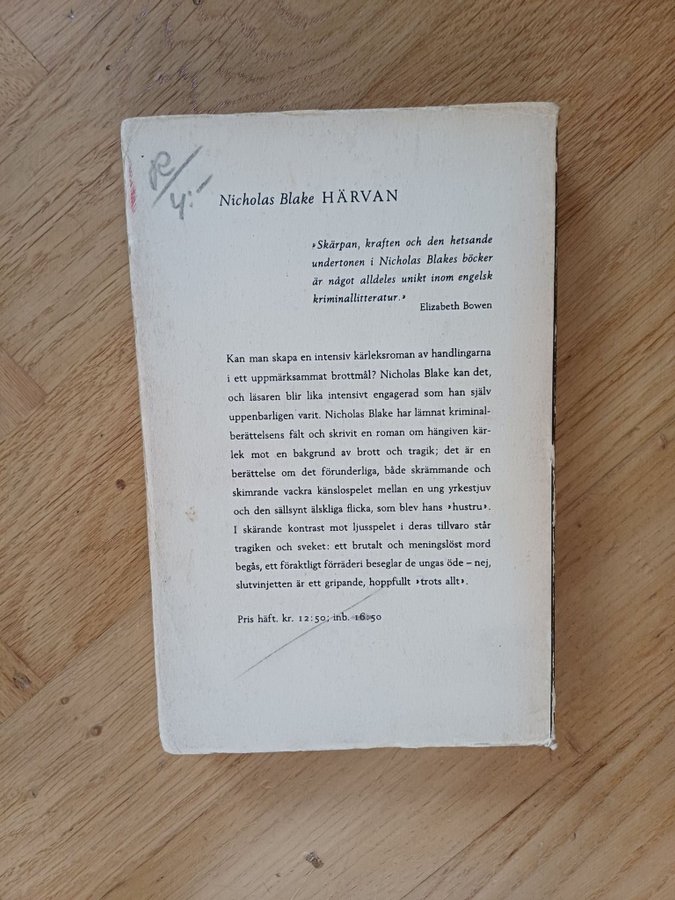 R/4:-
Nicholas Blake HÄRVAN
»Skärpan, kraften och den hetsande
undertonen i Nicholas Blakes böcker
är något alldeles unikt inom engelsk
kriminallitteratur.»
Elizabeth Bowen
Kan man skapa en intensiv kärleksroman av handlingarna
i ett uppmärksammat brottmål? Nicholas Blake kan det,
och läsaren blir lika intensivt engagerad som han själv
uppenbarligen varit. Nicholas Blake har lämnat kriminal-
berättelsens fält och skrivit en roman om hängiven kär-
lek mot en bakgrund av brott och tragik; det är en
berättelse om det förunderliga, både skrämmande och
skimrande vackra känslospelet mellan en ung yrkestjuv
och den sällsynt älskliga flicka, som blev hans ›hustru›.
I skärande kontrast mot ljusspelet i deras tillvaro står
tragiken och sveket: ett brutalt och meningslöst mord
begås, ett föraktligt förräderi beseglar de ungas öde – nej,
slutvinjetten är ett gripande, hoppfullt ›trots allt›.
Pris häft. kr. 12:50; inb. 16:50